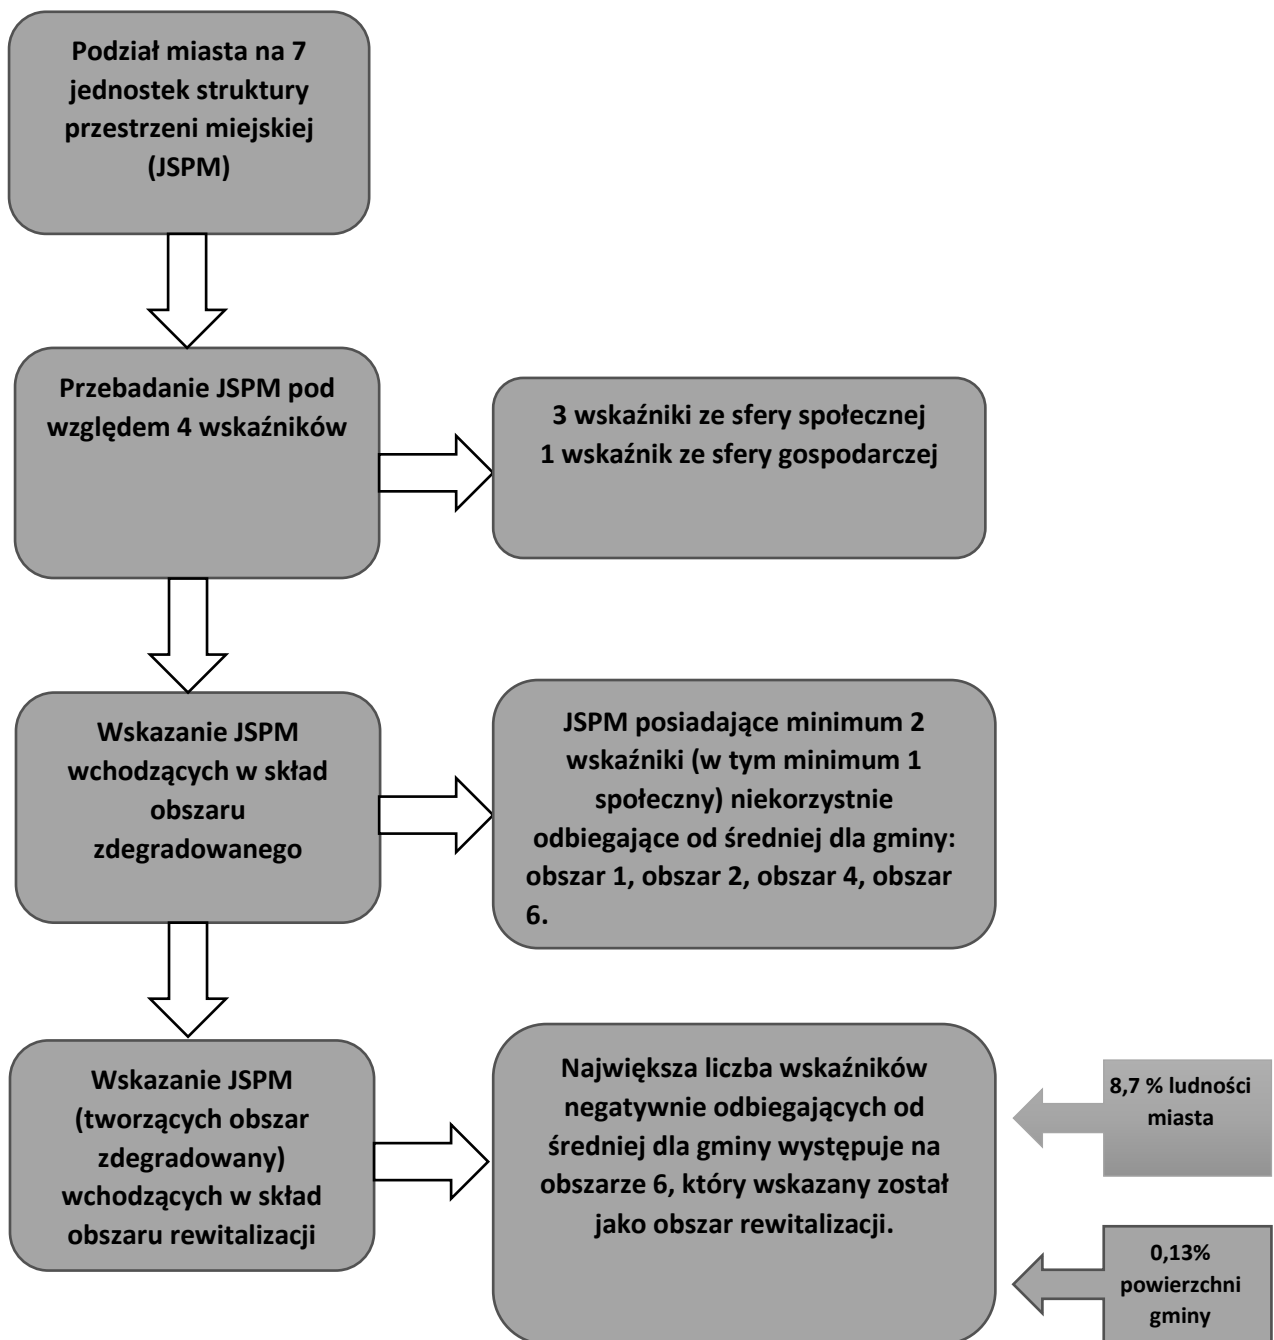 Podział miasta na 7
jednostek struktury
przestrzeni miejskiej
(JSPM)
Przebadanie JSPM pod
względem 4 wskaźników
3 wskaźniki ze sfery społecznej
1 wskaźnik ze sfery gospodarczej
Wskazanie JSPM
wchodzących w skład
obszaru
zdegradowanego
JSPM posiadające minimum 2
wskaźniki (w tym minimum 1
społeczny) niekorzystnie
odbiegające od średniej dla gminy:
obszar 1, obszar 2, obszar 4, obszar
6.
Wskazanie JSPM
(tworzących obszar
zdegradowany)
wchodzących w skład
obszaru rewitalizacji
Największa liczba wskaźników
negatywnie odbiegających od
średniej dla gminy występuje na
obszarze 6, który wskazany został
jako obszar rewitalizacji.
8,7 % ludności
miasta
0,13%
powierzchni
gminy